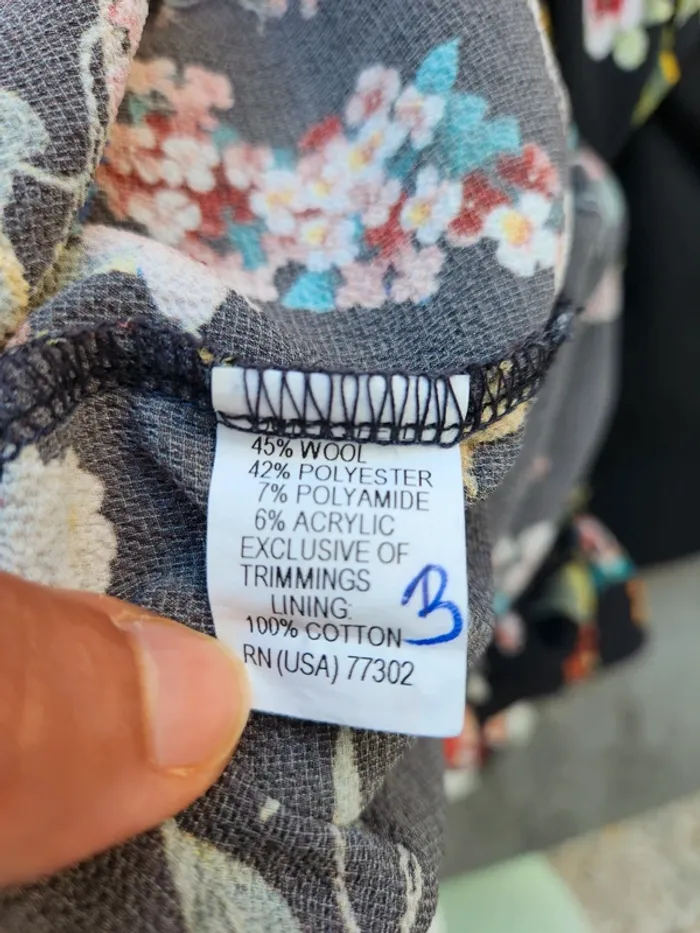 45% WOOL
42% POLYESTER
7% POLYAMIDE
6% ACRYLIC
EXCLUSIVE OF
TRIMMINGS
LINING:
100% COTTON
B
RN (USA) 77302